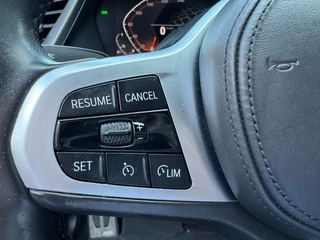 RESUME CANCEL
+
-
SET LIM